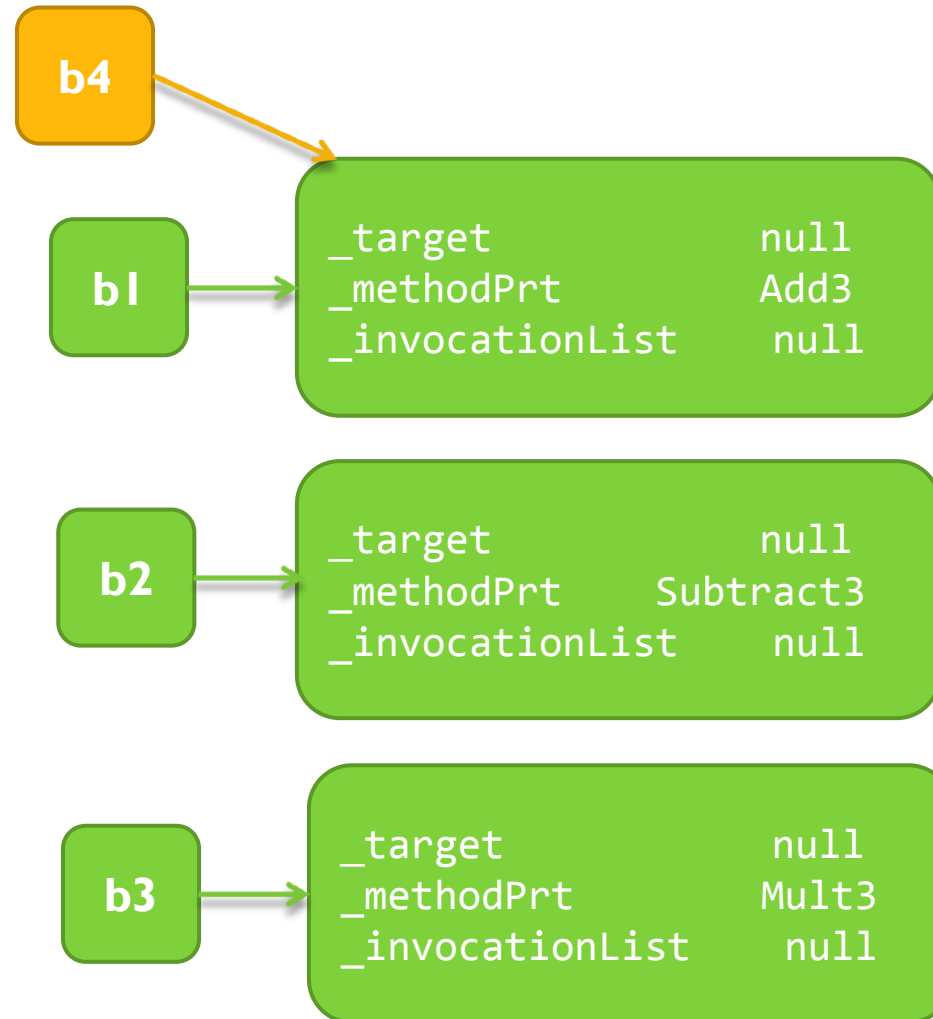 b4
b1
_target null
_methodPrt Add3
_invocationList null
b2
_target null
_methodPrt Subtract3
_invocationList null
b3
_target null
_methodPrt Mult3
_invocationList null